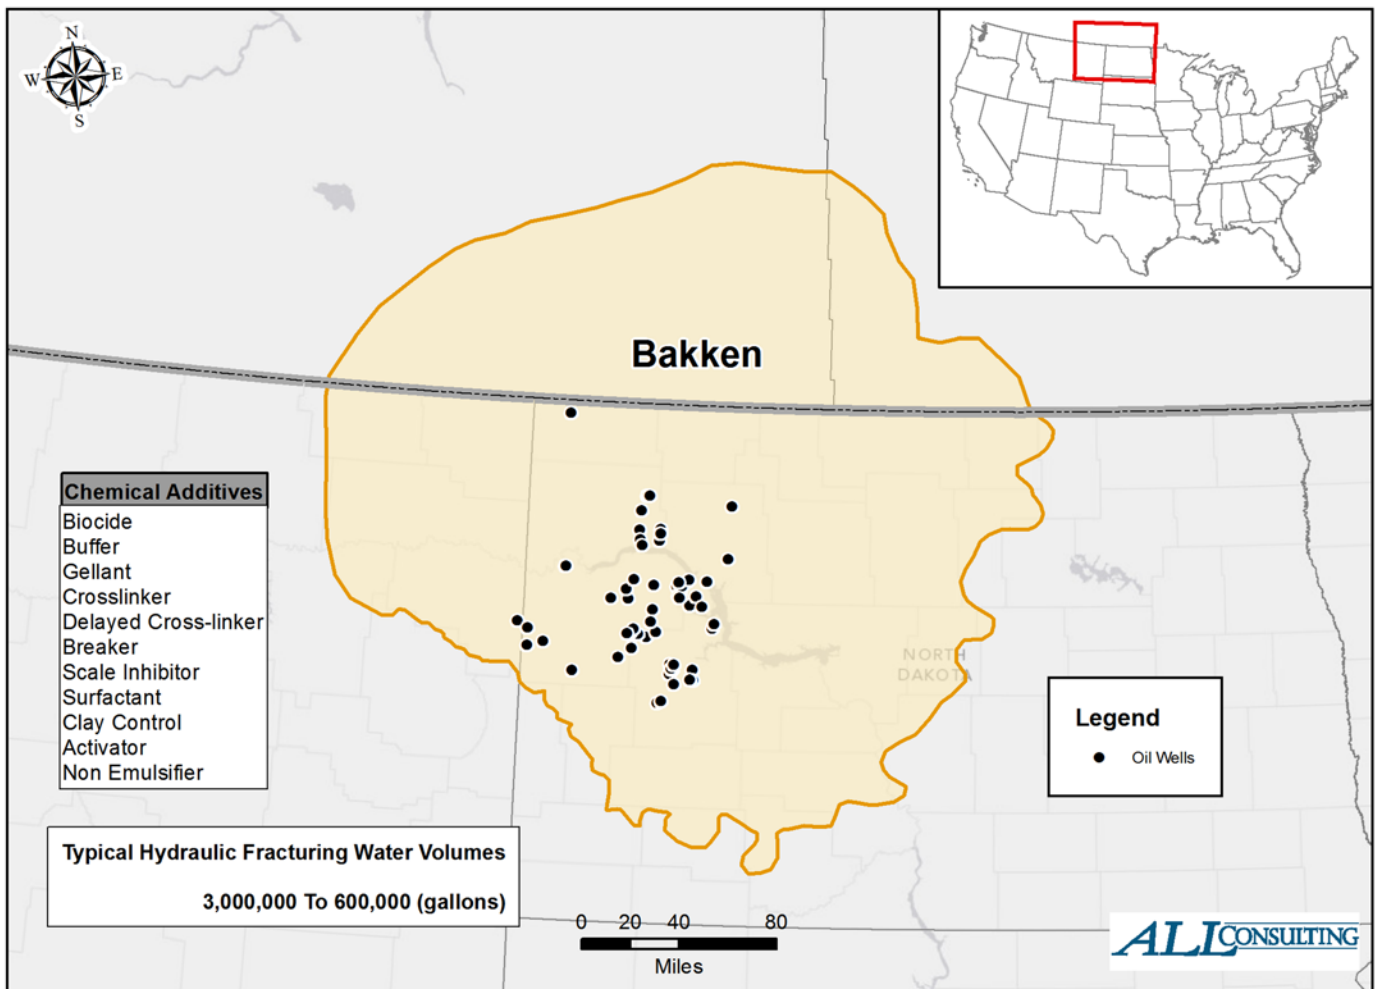 N
W E
S
Bakken
Chemical Additives
Biocide
Buffer
Gellant
Crosslinker
Delayed Cross-linker
Breaker
Scale Inhibitor
Surfactant
Clay Control
Activator
Non Emulsifier
NORTH
DAKOTA
Legend
Oil Wells
Typical Hydraulic Fracturing Water Volumes
3,000,000 To 600,000 (gallons)
0 20 40 80
Miles
ALL CONSULTING